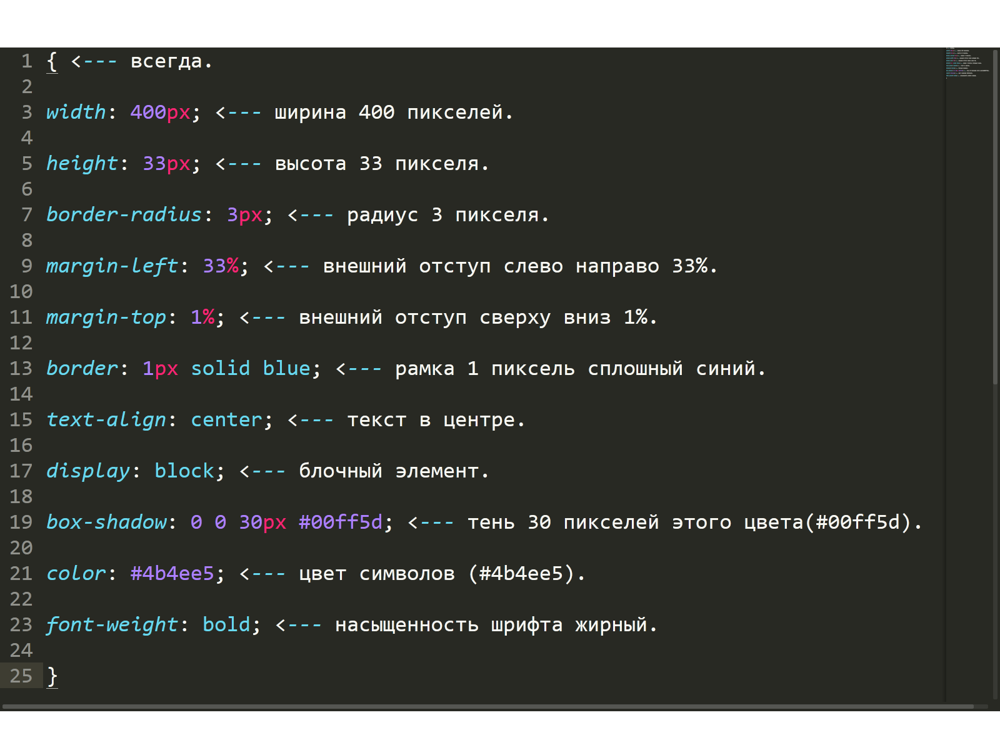 1 { <--- всегда.
2
3 width: 400px; <--- ширина 400 пикселей.
4
5 height: 33px; <--- высота 33 пикселя.
6
7 border-radius: 3px; <--- радиус 3 пикселя.
8
9 margin-left: 33%; <--- внешний отступ слево направо 33%.
10
11 margin-top: 1%; <--- внешний отступ сверху вниз 1%.
12
13 border: 1px solid blue; <--- рамка 1 пиксель сплошный синий.
14
15 text-align: center; <--- текст в центре.
16
17 display: block; <--- блочный элемент.
18
19 box-shadow: 0 0 30px #00ff5d; <--- тень 30 пикселей этого цвета(#00ff5d).
20
21 color: #4b4ee5; <--- цвет символов (#4b4ee5).
22
23 font-weight: bold; <--- насыщенность шрифта жирный.
24
25 }